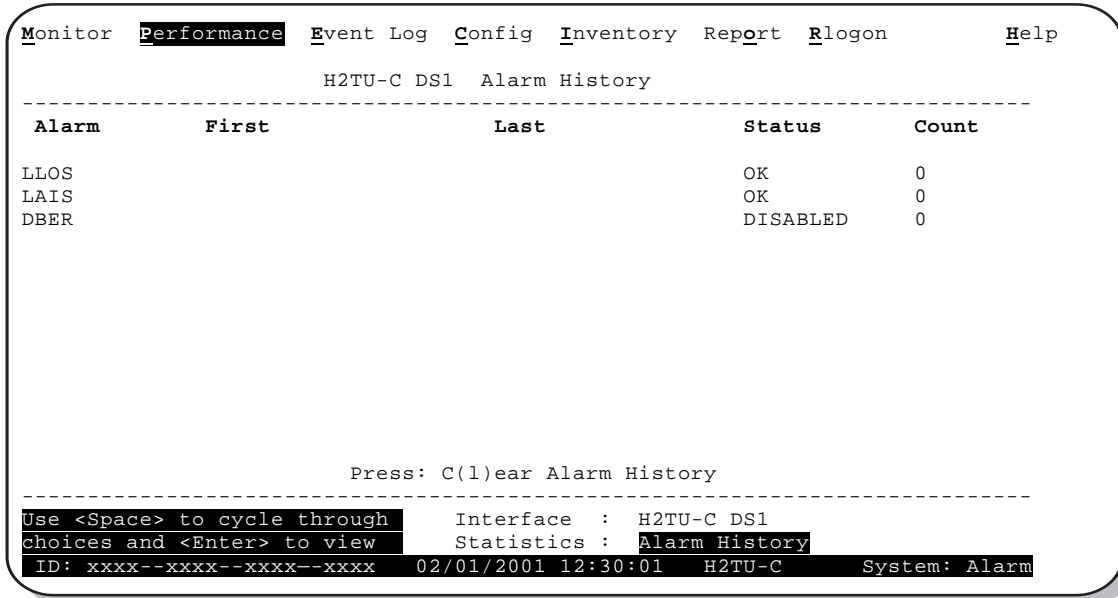 Monitor Performance Event Log Config Inventory Report Rlogon Help
H2TU-C DS1 Alarm History
--------------------------------------------------------------------------------
Alarm First Last Status Count
LLOS OK 0
LAIS OK 0
DBER DISABLED 0
Press: C(l)ear Alarm History
--------------------------------------------------------------------------------
Use <Space> to cycle through Interface : H2TU-C DS1
choices and <Enter> to view Statistics : Alarm History
ID: xxxx--xxxx--xxxx—-xxxx 02/01/2001 12:30:01 H2TU-C System: Alarm